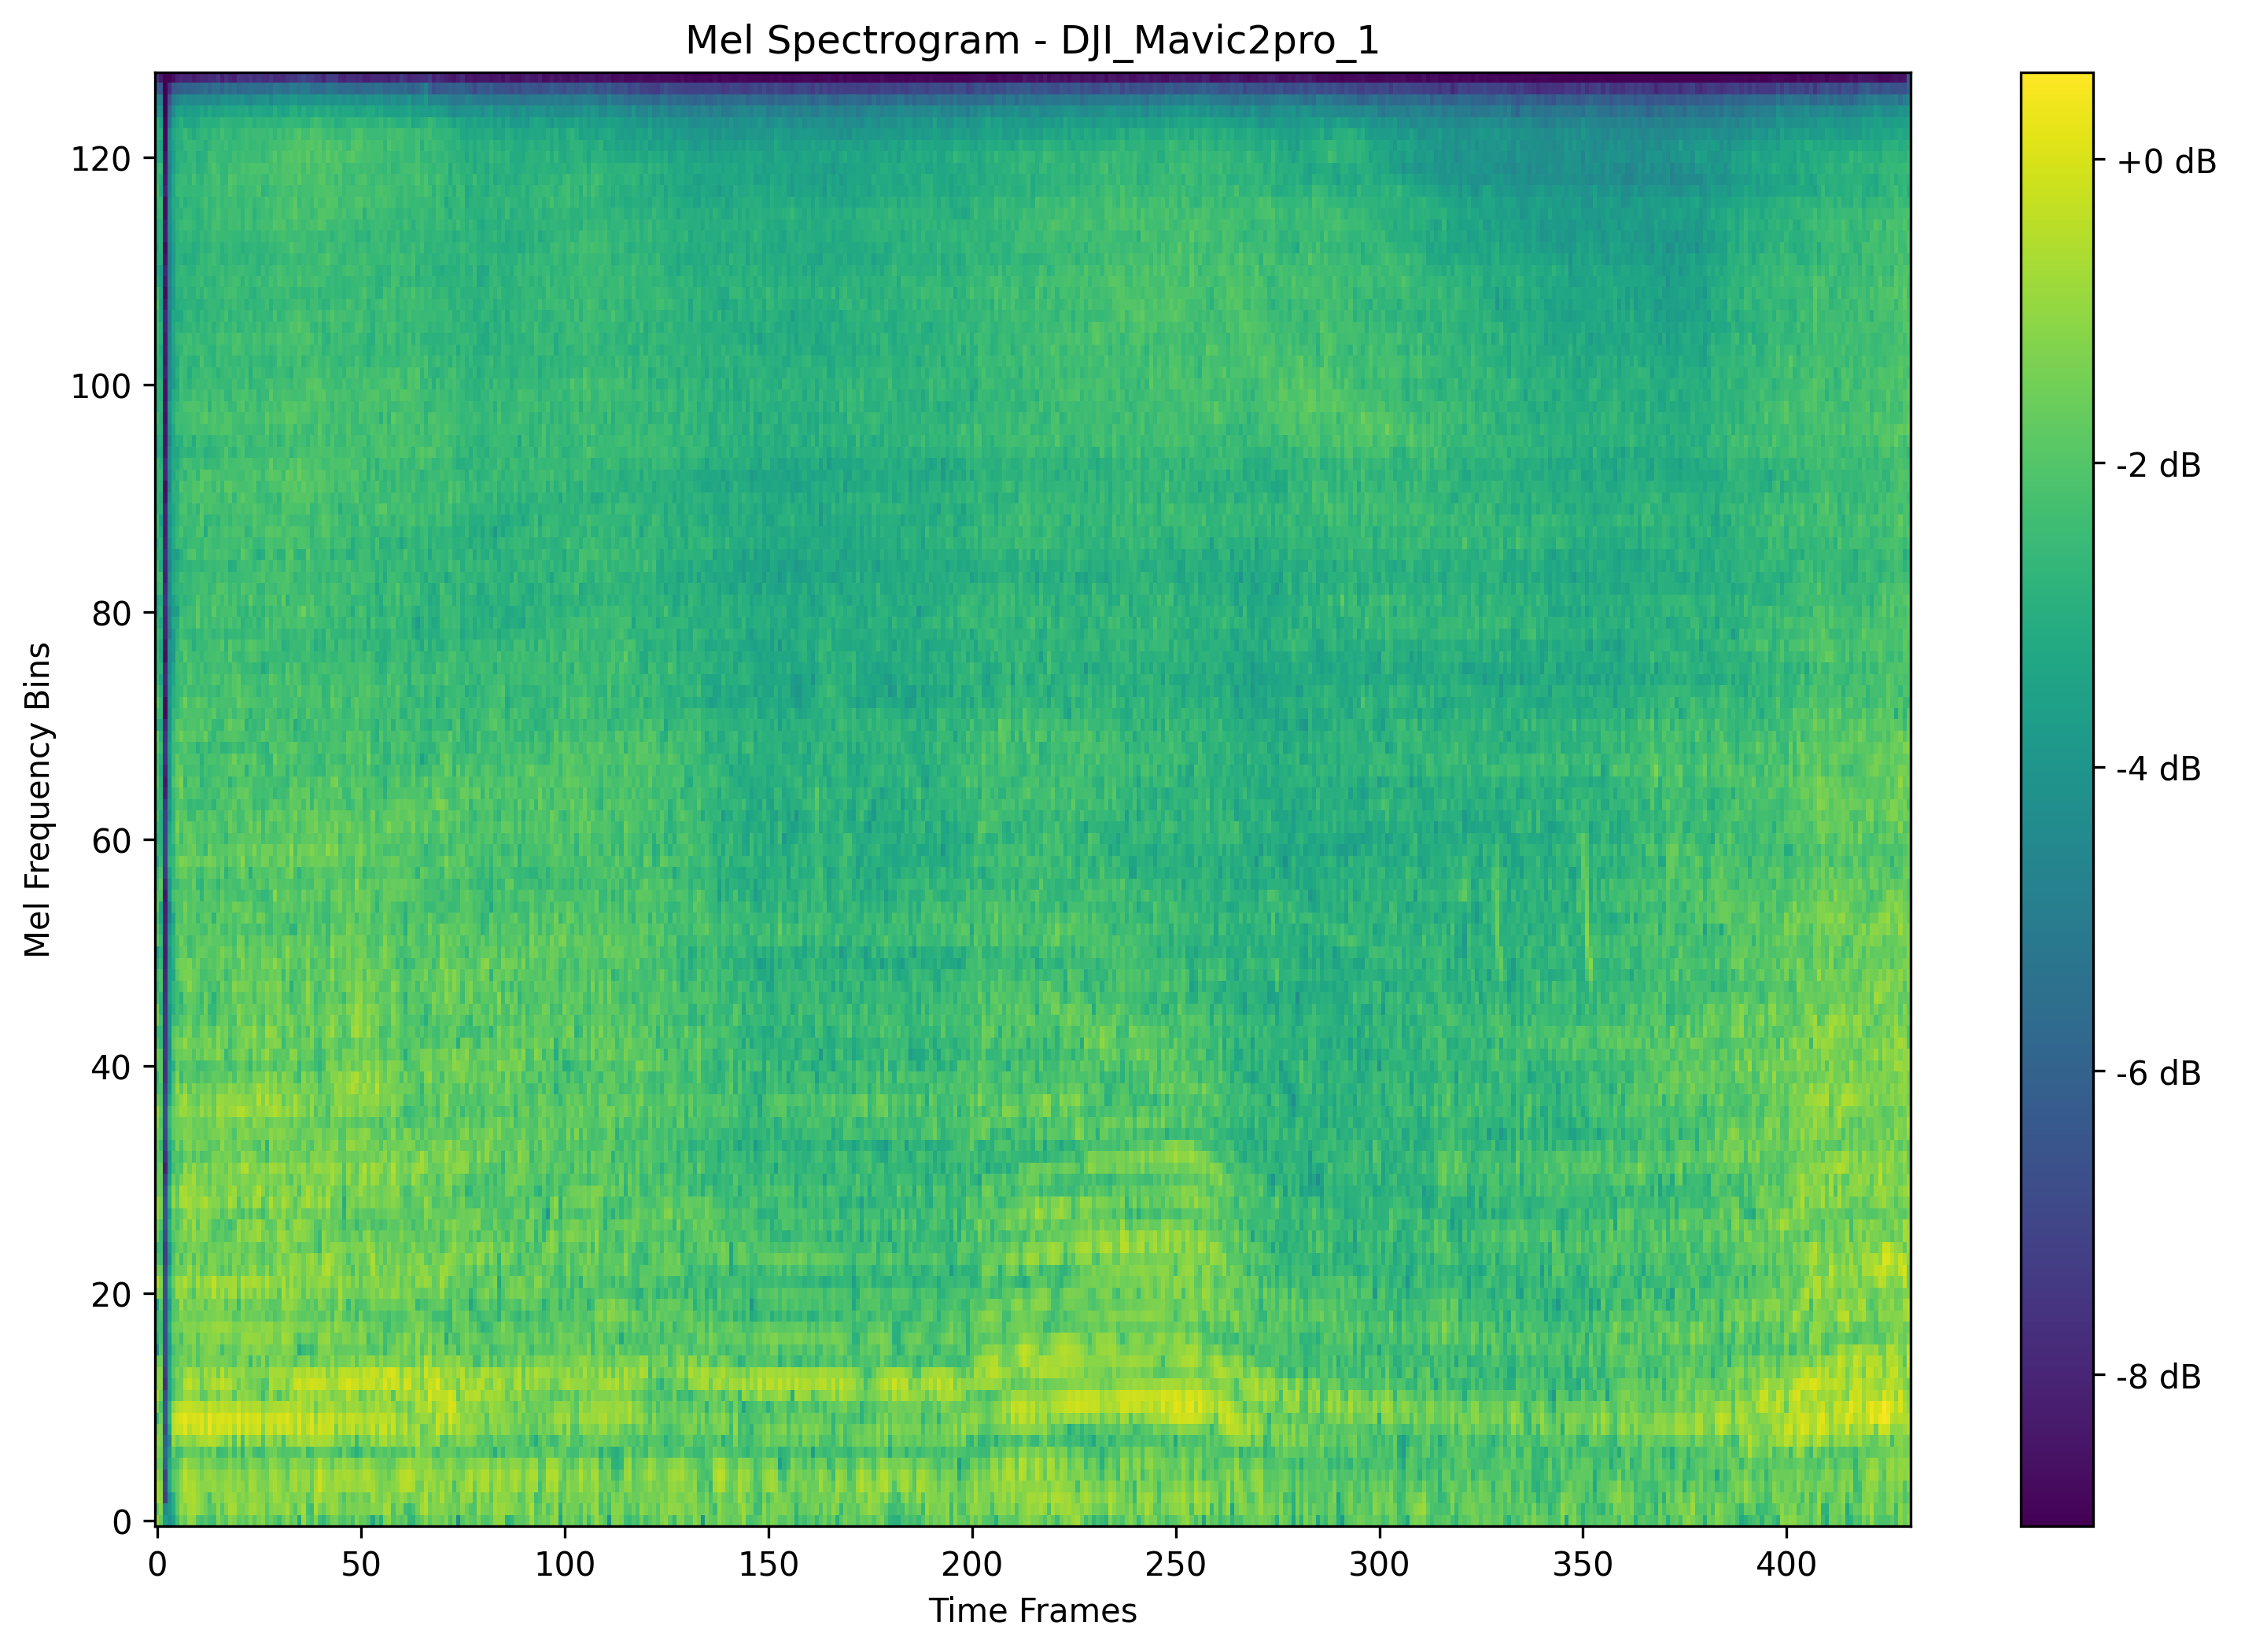 Mel Spectrogram - DJI_Mavic2pro_1
Mel Frequency Bins
120
100
80
60
40
20
0
0 50 100 150 200 250 300 350 400
Time Frames
+0 dB
-2 dB
-4 dB
-6 dB
-8 dB